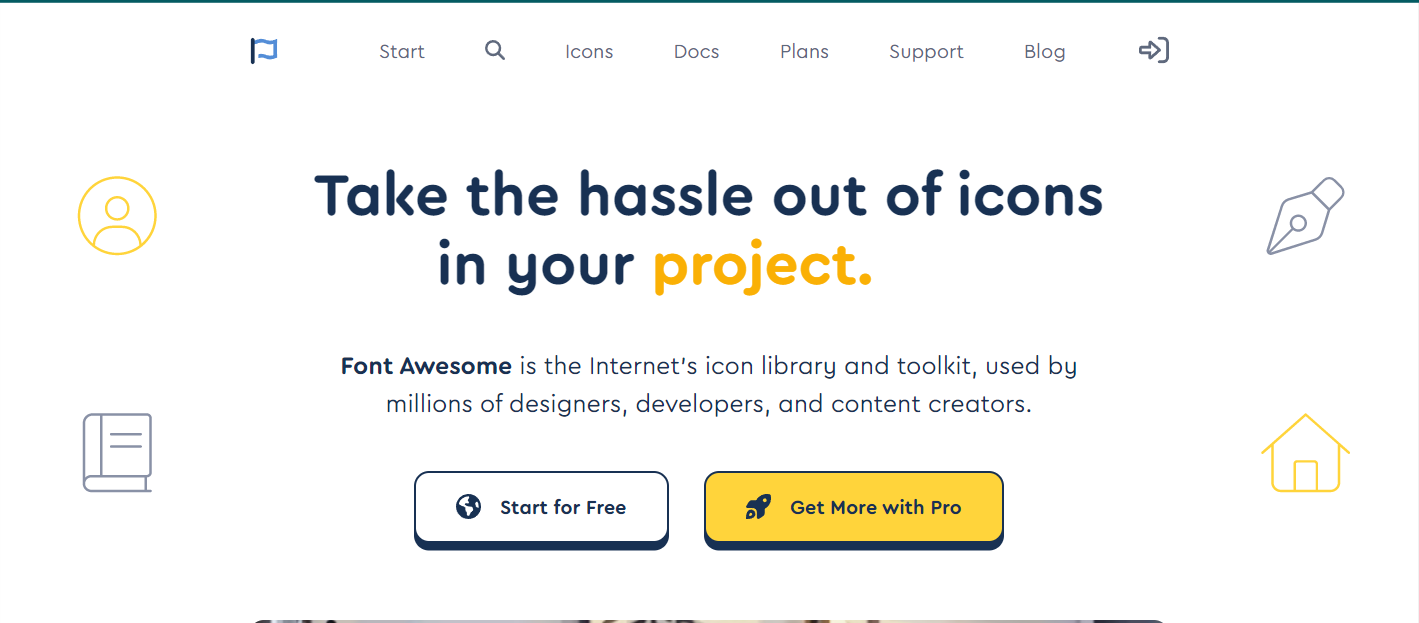 Start Icons Docs Plans Support Blog
Take the hassle out of icons
in your project.
Font Awesome is the Internet's icon library and toolkit, used by
millions of designers, developers, and content creators.
Start for Free
Get More with Pro